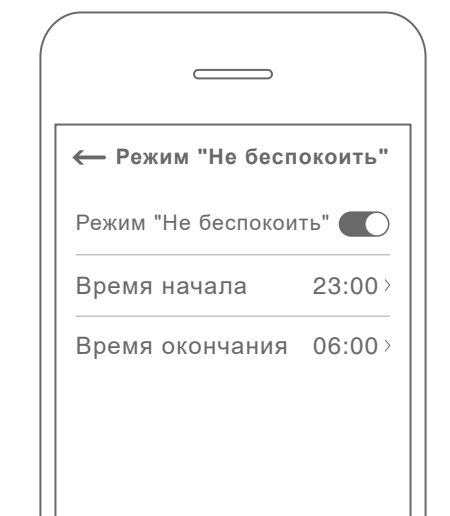 Режим "Не беспокоить"
Режим "Не беспокоить"
Время начала 23:00
Время окончания 06:00